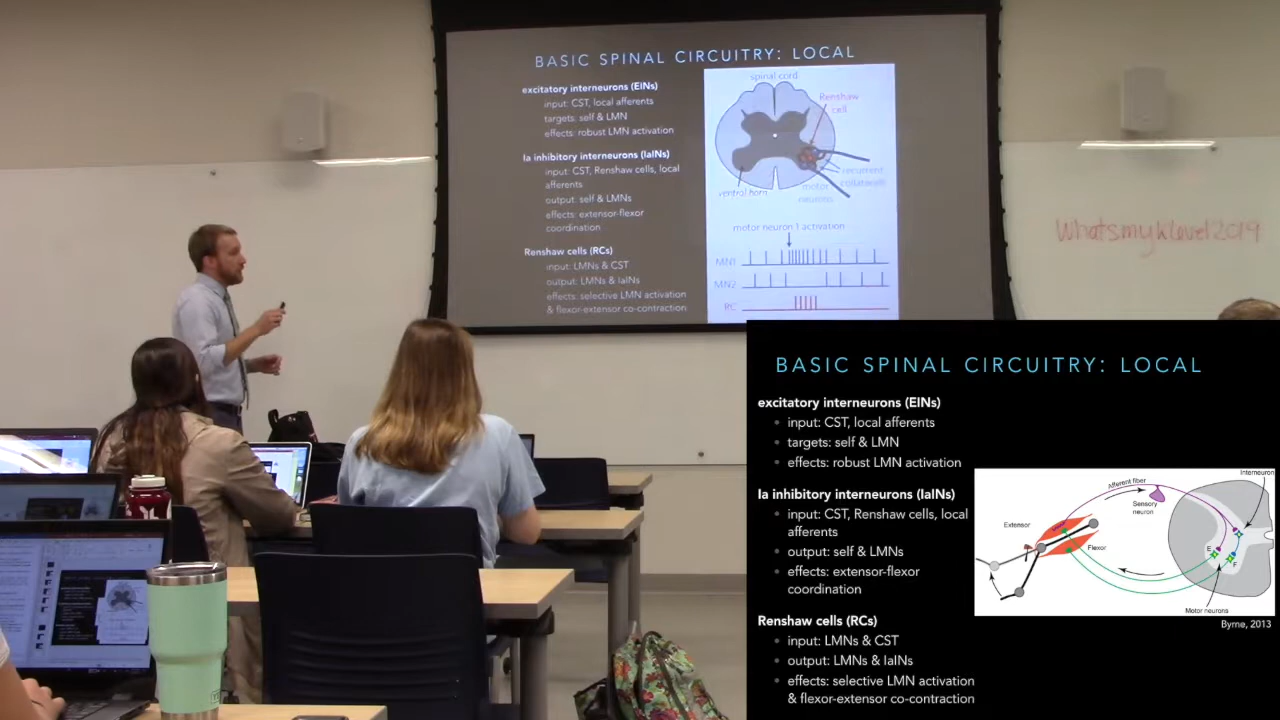 BASIC SPINAL CIRCUITRY: LOCAL
excitatory interneurons (EINs)
input: CST, local afferents
targets: self & LMN
effects: robust LMN activation
Ia inhibitory interneurons (IaINs)
input: CST, Renshaw cells, local
afferents
output: self & LMNs
effects: extensor-flexor
coordination
Renshaw cells (RCs)
input: LMNs & CST
output: LMNs & IaINs
effects: selective LMN activation
& flexor-extensor co-contraction
spinal cord
Renshaw
cell
recurrent
collaterals
ventral horn
motor
neurons
motor neuron 1 activation
MN1
MN2
RC
Whatsmyklevel2019
BASIC SPINAL CIRCUITRY: LOCAL
excitatory interneurons (EINs)
• input: CST, local afferents
• targets: self & LMN
• effects: robust LMN activation
Ia inhibitory interneurons (IaINs)
• input: CST, Renshaw cells, local
afferents
• output: self & LMNs
• effects: extensor-flexor
coordination
Renshaw cells (RCs)
• input: LMNs & CST
• output: LMNs & IaINs
• effects: selective LMN activation
& flexor-extensor co-contraction
Interneuron
Afferent fiber
Sensory
neuron
Extensor
Flexor
E
F
Motor neurons
Byrne, 2013